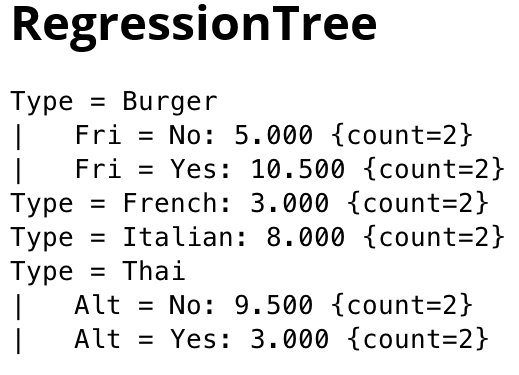 RegressionTree
Type = Burger
|   Fri = No: 5.000 {count=2}
|   Fri = Yes: 10.500 {count=2}
Type = French: 3.000 {count=2}
Type = Italian: 8.000 {count=2}
Type = Thai
|   Alt = No: 9.500 {count=2}
|   Alt = Yes: 3.000 {count=2}